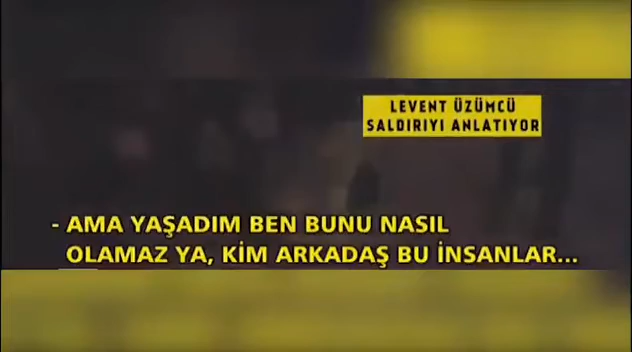 LEVENT ÜZÜMCÜ
SALDIRIYI ANLATIYOR
- AMA YAŞADIM BEN BUNU NASIL
OLAMAZ YA, KİM ARKADAŞ BU İNSANLAR...